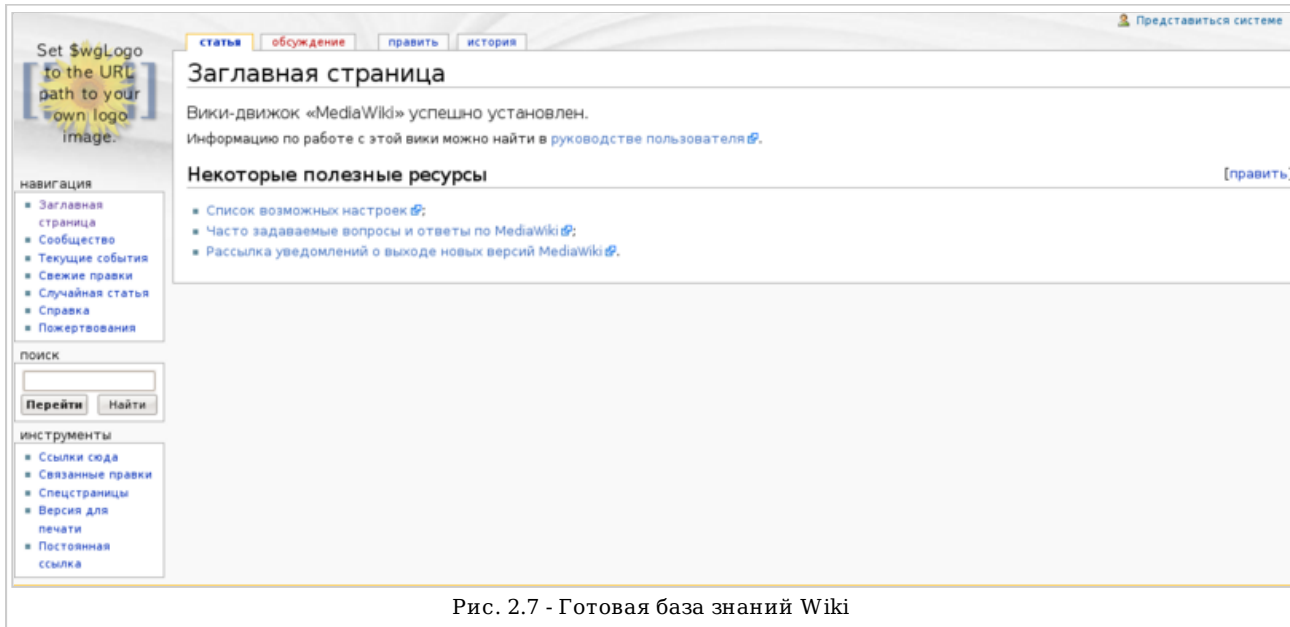 Представиться системе
Set $wgLogo
to the URL
path to your
own logo
image.
статья обсуждение править история
Заглавная страница
Вики-движок «MediaWiki» успешно установлен.
Информацию по работе с этой вики можно найти в руководстве пользователя.
Некоторые полезные ресурсы [править]
Список возможных настроек;
Часто задаваемые вопросы и ответы по MediaWiki;
Рассылка уведомлений о выходе новых версий MediaWiki.
навигация
Заглавная
страница
Сообщество
Текущие события
Свежие правки
Случайная статья
Справка
Пожертвования
поиск
Перейти Найти
инструменты
Ссылки сюда
Связанные правки
Спецстраницы
Версия для
печати
Постоянная
ссылка
Рис. 2.7 - Готовая база знаний Wiki